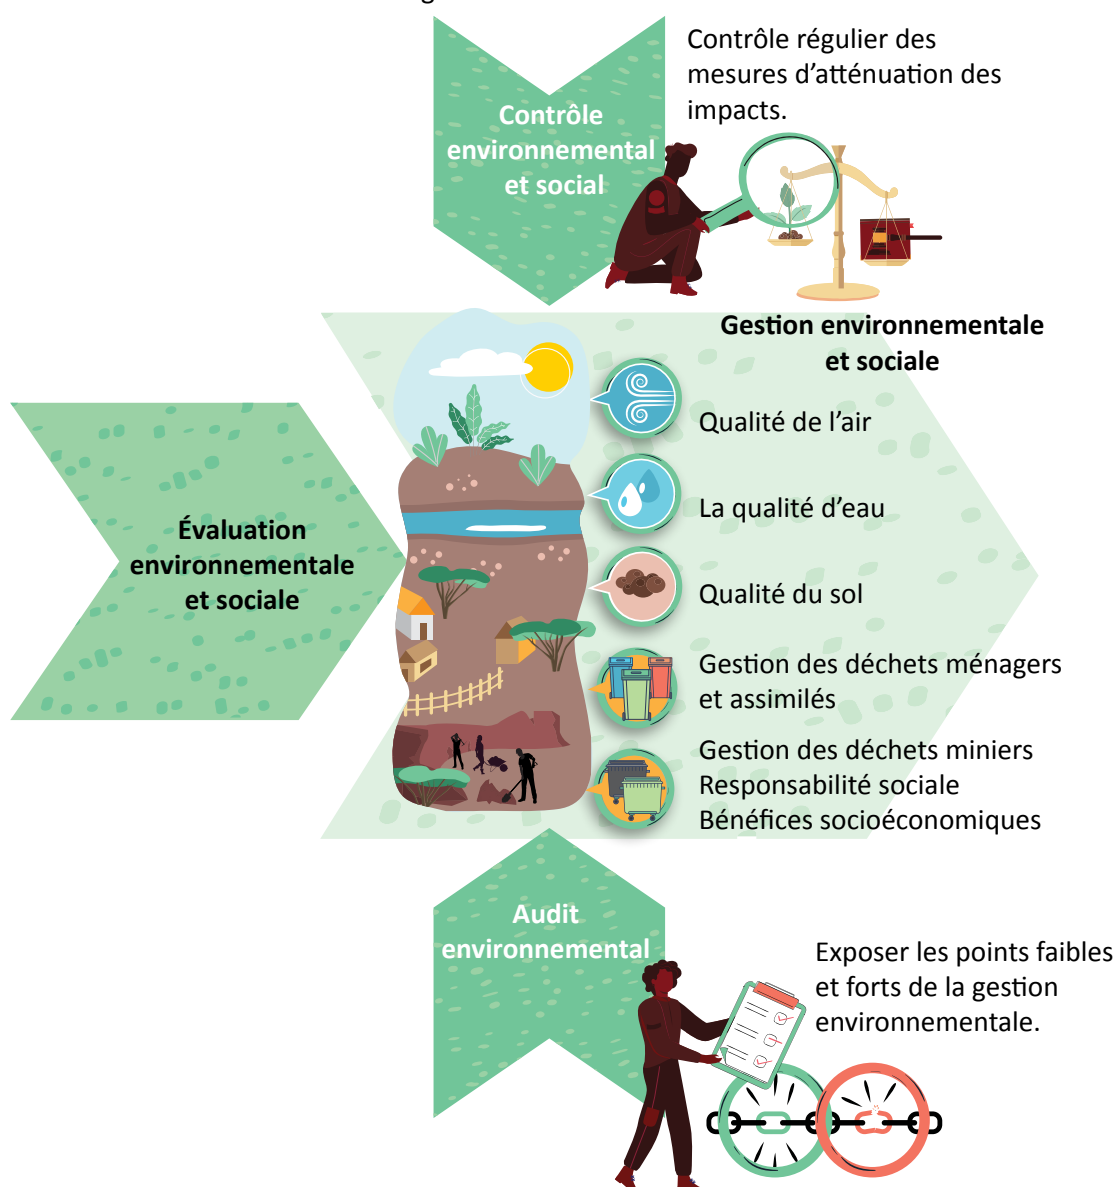 Contrôle régulier des
mesures d’atténuation des
impacts.
Contrôle
environnemental
et social
Gestion environnementale
et sociale
Qualité de l’air
La qualité d’eau
Évaluation
environnementale
et sociale
Qualité du sol
Gestion des déchets ménagers
et assimilés
Gestion des déchets miniers
Responsabilité sociale
Bénéfices socioéconomiques
Audit
environnemental
Exposer les points faibles
et forts de la gestion
environnementale.